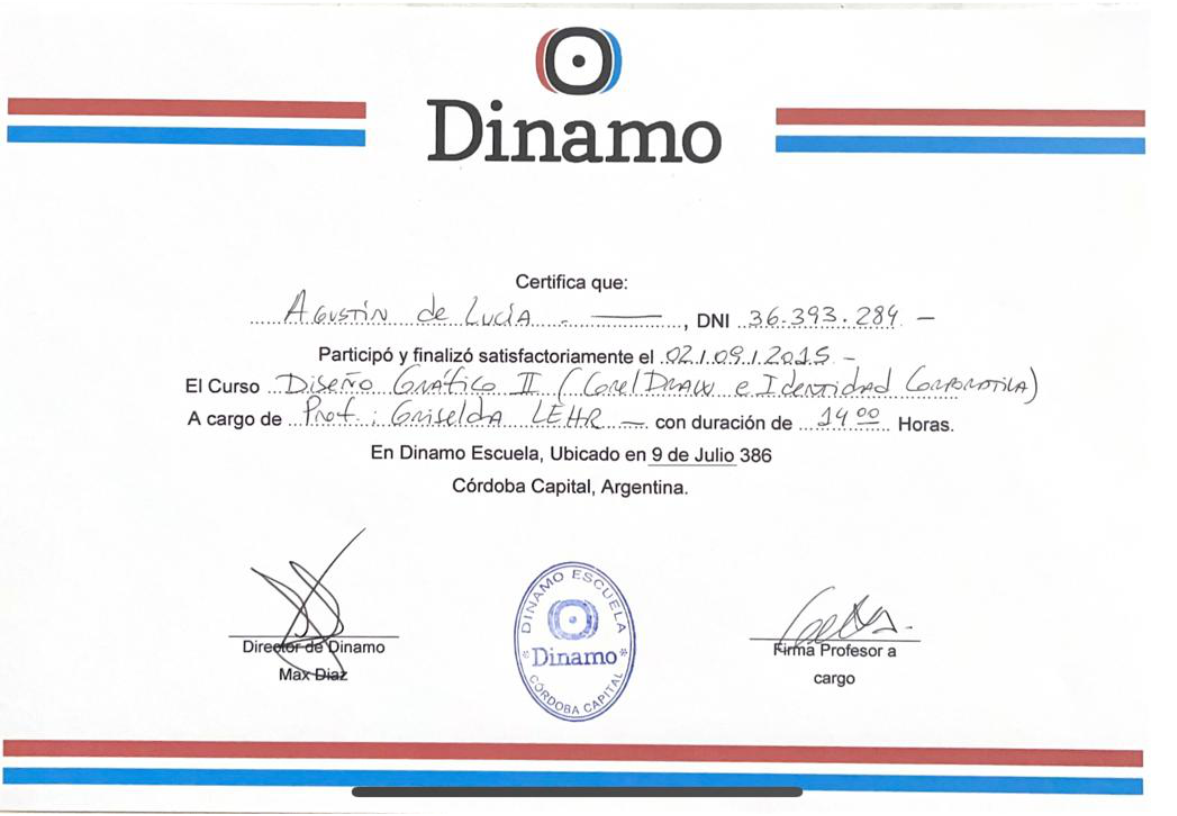 Dinamo
Certifica que:
Agustín de Lucía. ——, DNI 36.393.284 —
Participó y finalizó satisfactoriamente el 02/09/2015 —
El Curso Diseño Gráfico II (Corel Draw e Identidad Corporativa)
A cargo de Prof.: Griselda LEHR — con duración de 14 00 Horas.
En Dinamo Escuela, Ubicado en 9 de Julio 386
Córdoba Capital, Argentina.
Director de Dinamo
Max Diaz
DINAMO ESCUELA
*Dinamo*
CÓRDOBA CAPITAL
Firma Profesor a
cargo